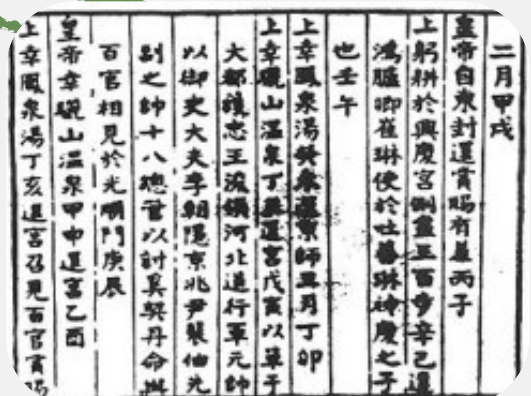 二月甲戌
皇帝自東封還賞賜有差丙子
上躬耕於興慶宮側盡三百步辛己還
鴻臚卿崔琳使於吐蕃琳神慶之子
也壬午
上幸鳳泉湯還京師月丁卯
上幸驪山溫泉丁還宮戊寅以單于
大都護忠王浚領河北道行軍元帥
以御史大夫李朝隱京兆尹裴伷先
副之帥十八總管以討奚契丹命與
百官相見於光順門庚辰
皇帝幸驪山溫泉甲申還宮乙酉
上幸鳳泉湯丁亥還宮召見百官賞賜